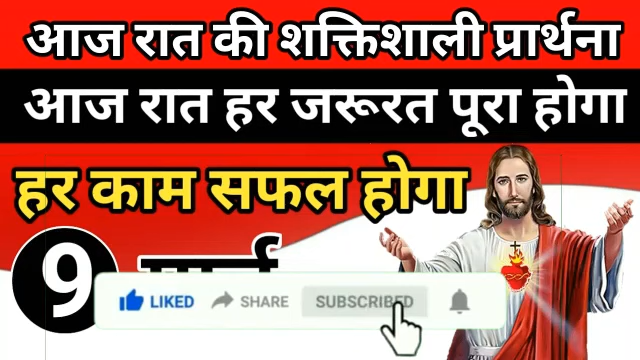 आज रात की शक्तिशाली प्रार्थना
आज रात हर जरूरत पूरा होगा
हर काम सफल होगा
9
LIKED SHARE SUBSCRIBED